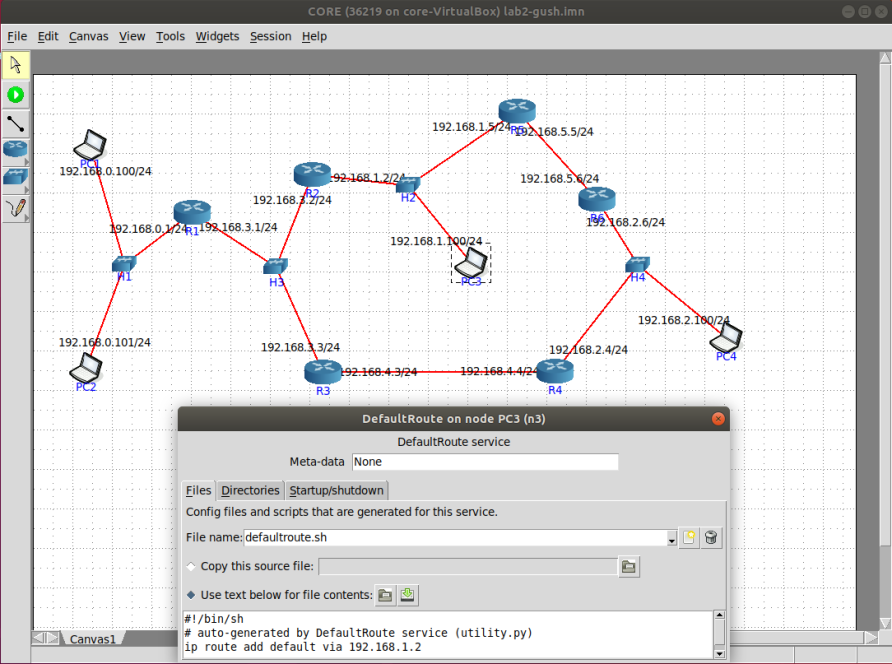 CORE (36219 on core-VirtualBox) lab2-gush.imn
File Edit Canvas View Tools Widgets Session Help
R5
192.168.1.5/24
192.168.5.5/24
PC1
192.168.0.100/24
R2
192.168.1.2/24
192.168.3.2/24
H2
192.168.5.6/24
R6
192.168.2.6/24
R1
192.168.0.1/24
192.168.3.1/24
192.168.1.100/24
PC3
H1
H3
H4
192.168.2.100/24
PC4
192.168.0.101/24
PC2
192.168.3.3/24
192.168.2.4/24
R3
192.168.4.3/24
192.168.4.4/24
R4
DefaultRoute on node PC3 (n3)
DefaultRoute service
Meta-data None
Files Directories Startup/shutdown
Config files and scripts that are generated for this service.
File name: defaultroute.sh
Copy this source file:
Use text below for file contents:
#!/bin/sh
# auto-generated by DefaultRoute service (utility.py)
ip route add default via 192.168.1.2
Canvas1